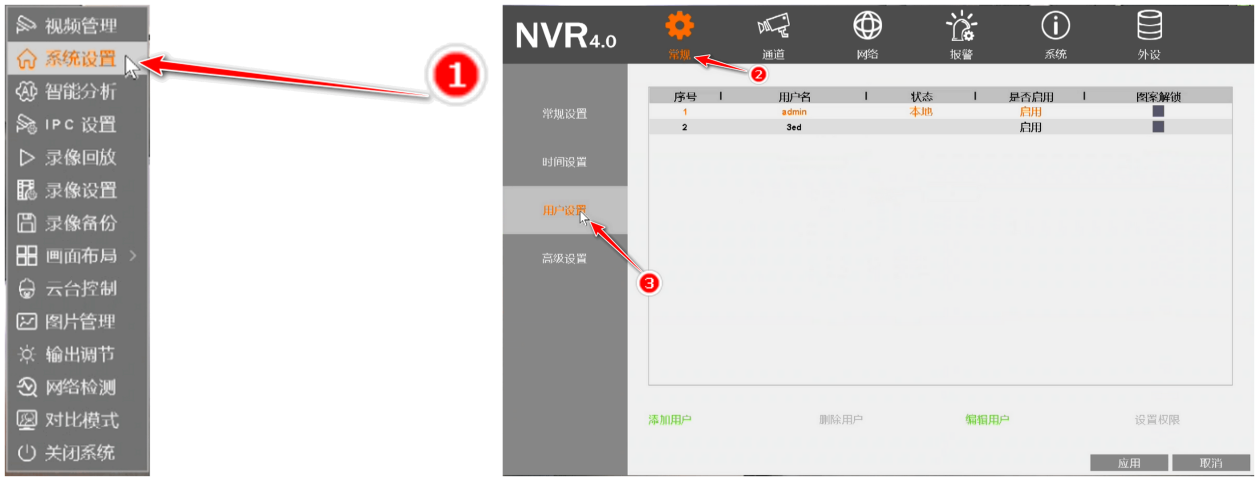 视频管理
系统设置
智能分析
IPC 设置
录像回放
录像设置
录像备份
画面布局 >
云台控制
图片管理
输出调节
网络检测
对比模式
关闭系统
1
NVR4.0
常规 通道 网络 报警 系统 外设
2
常规设置
时间设置
用户设置
高级设置
3
序号 用户名 状态 是否启用 图案解锁
1 admin 本地 启用
2 3ed 启用
添加用户 删除用户 编辑用户 设置权限
应用 取消